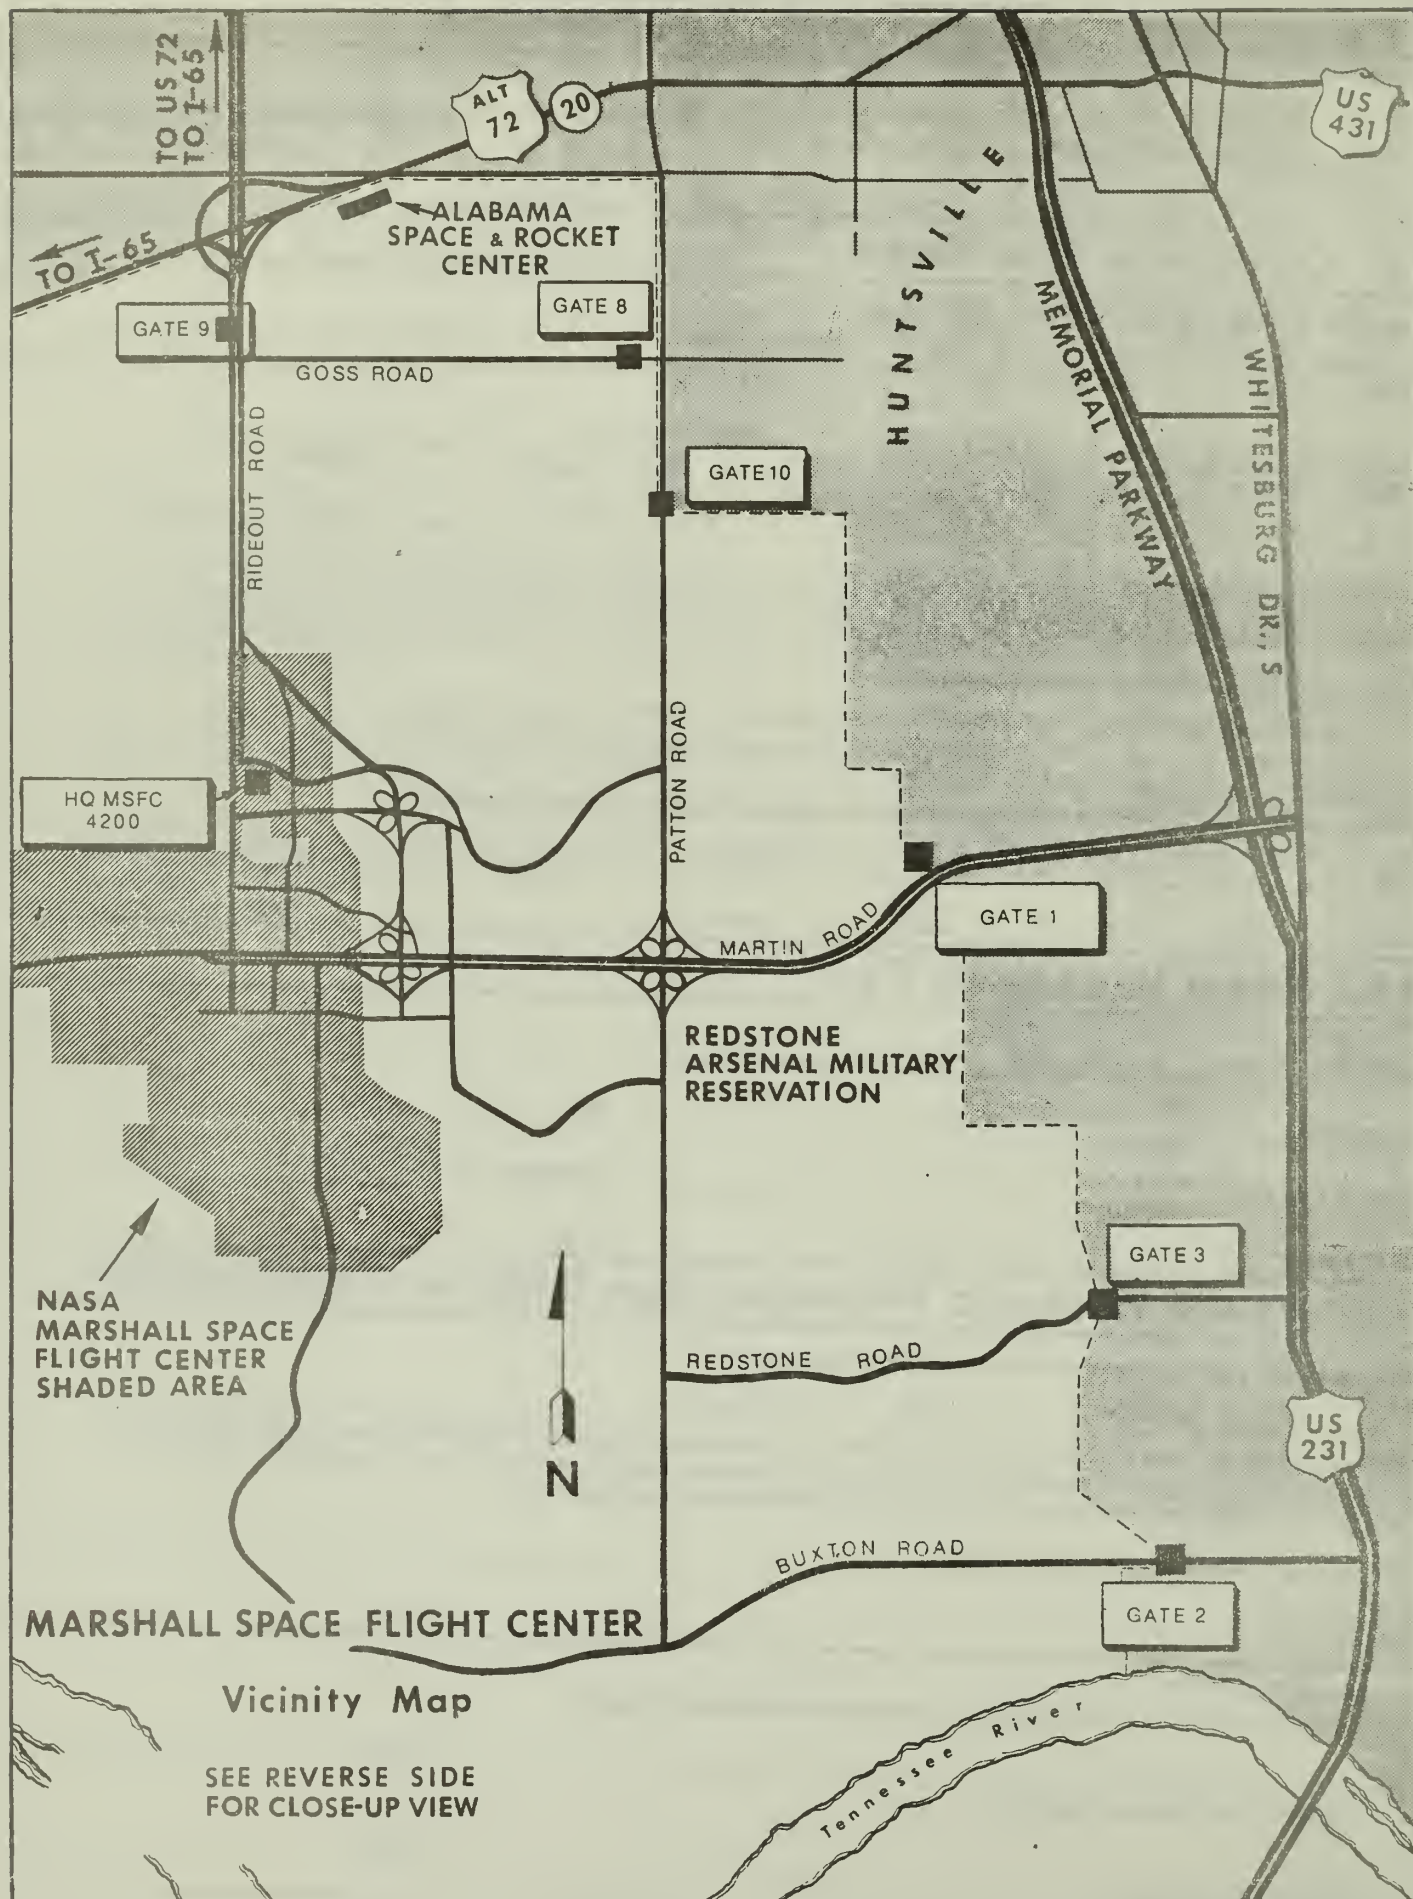 TO US 72
TO I-65
ALT
72
20
US
431
ALABAMA
SPACE & ROCKET
CENTER
TO I-65
GATE 9
GATE 8
GOSS ROAD
HUNTSVILLE
MEMORIAL PARKWAY
WHITESBURG DR., S
RIDEOUT ROAD
GATE 10
PATTON ROAD
HQ MSFC
4200
GATE 1
MARTIN ROAD
REDSTONE
ARSENAL MILITARY
RESERVATION
GATE 3
NASA
MARSHALL SPACE
FLIGHT CENTER
SHADED AREA
REDSTONE ROAD
US
231
N
BUXTON ROAD
GATE 2
MARSHALL SPACE FLIGHT CENTER
Vicinity Map
Tennessee River
SEE REVERSE SIDE
FOR CLOSE-UP VIEW